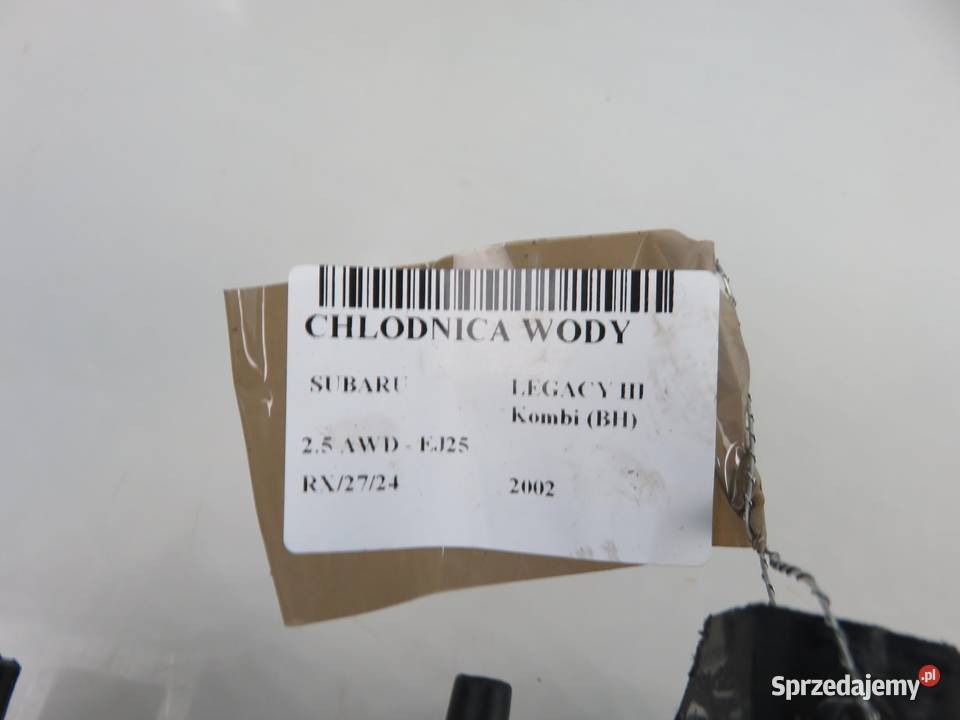 CHLODNICA WODY
SUBARU LEGACY III
Kombi (BH)
2.5 AWD - EJ25
RX/27/24 2002
Sprzedajemy.pl